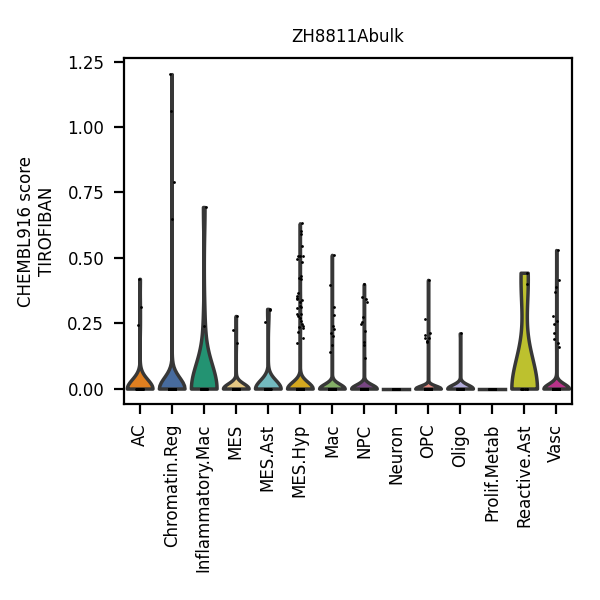 ZH8811Abulk
CHEMBL916 score
TIROFIBAN
1.25
1.00
0.75
0.50
0.25
0.00
AC
Chromatin.Reg
Inflammatory.Mac
MES
MES.Ast
MES.Hyp
Mac
NPC
Neuron
OPC
Oligo
Prolif.Metab
Reactive.Ast
Vasc